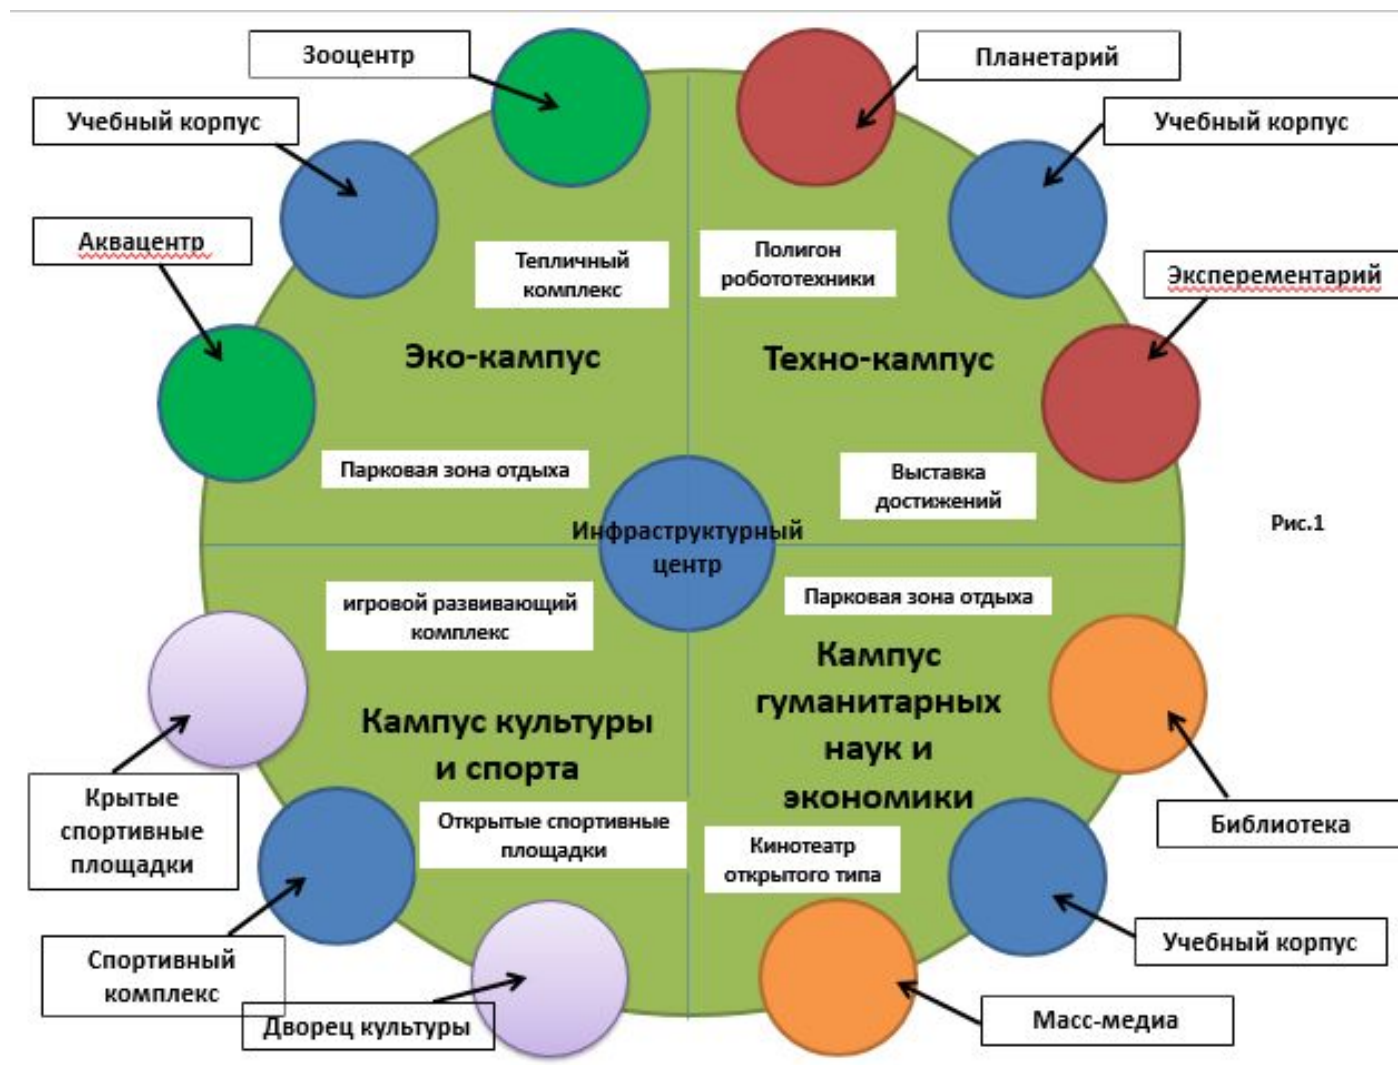 Зооцентр
Планетарий
Учебный корпус
Учебный корпус
Аквацентр
Эксперементарий
Тепличный
комплекс
Полигон
робототехники
Эко-кампус
Техно-кампус
Парковая зона отдыха
Выставка
достижений
Инфраструктурный
центр
Рис.1
игровой развивающий
комплекс
Парковая зона отдыха
Кампус культуры
и спорта
Кампус
гуманитарных
наук и
экономики
Крытые
спортивные
площадки
Открытые спортивные
площадки
Кинотеатр
открытого типа
Библиотека
Спортивный
комплекс
Дворец культуры
Учебный корпус
Масс-медиа